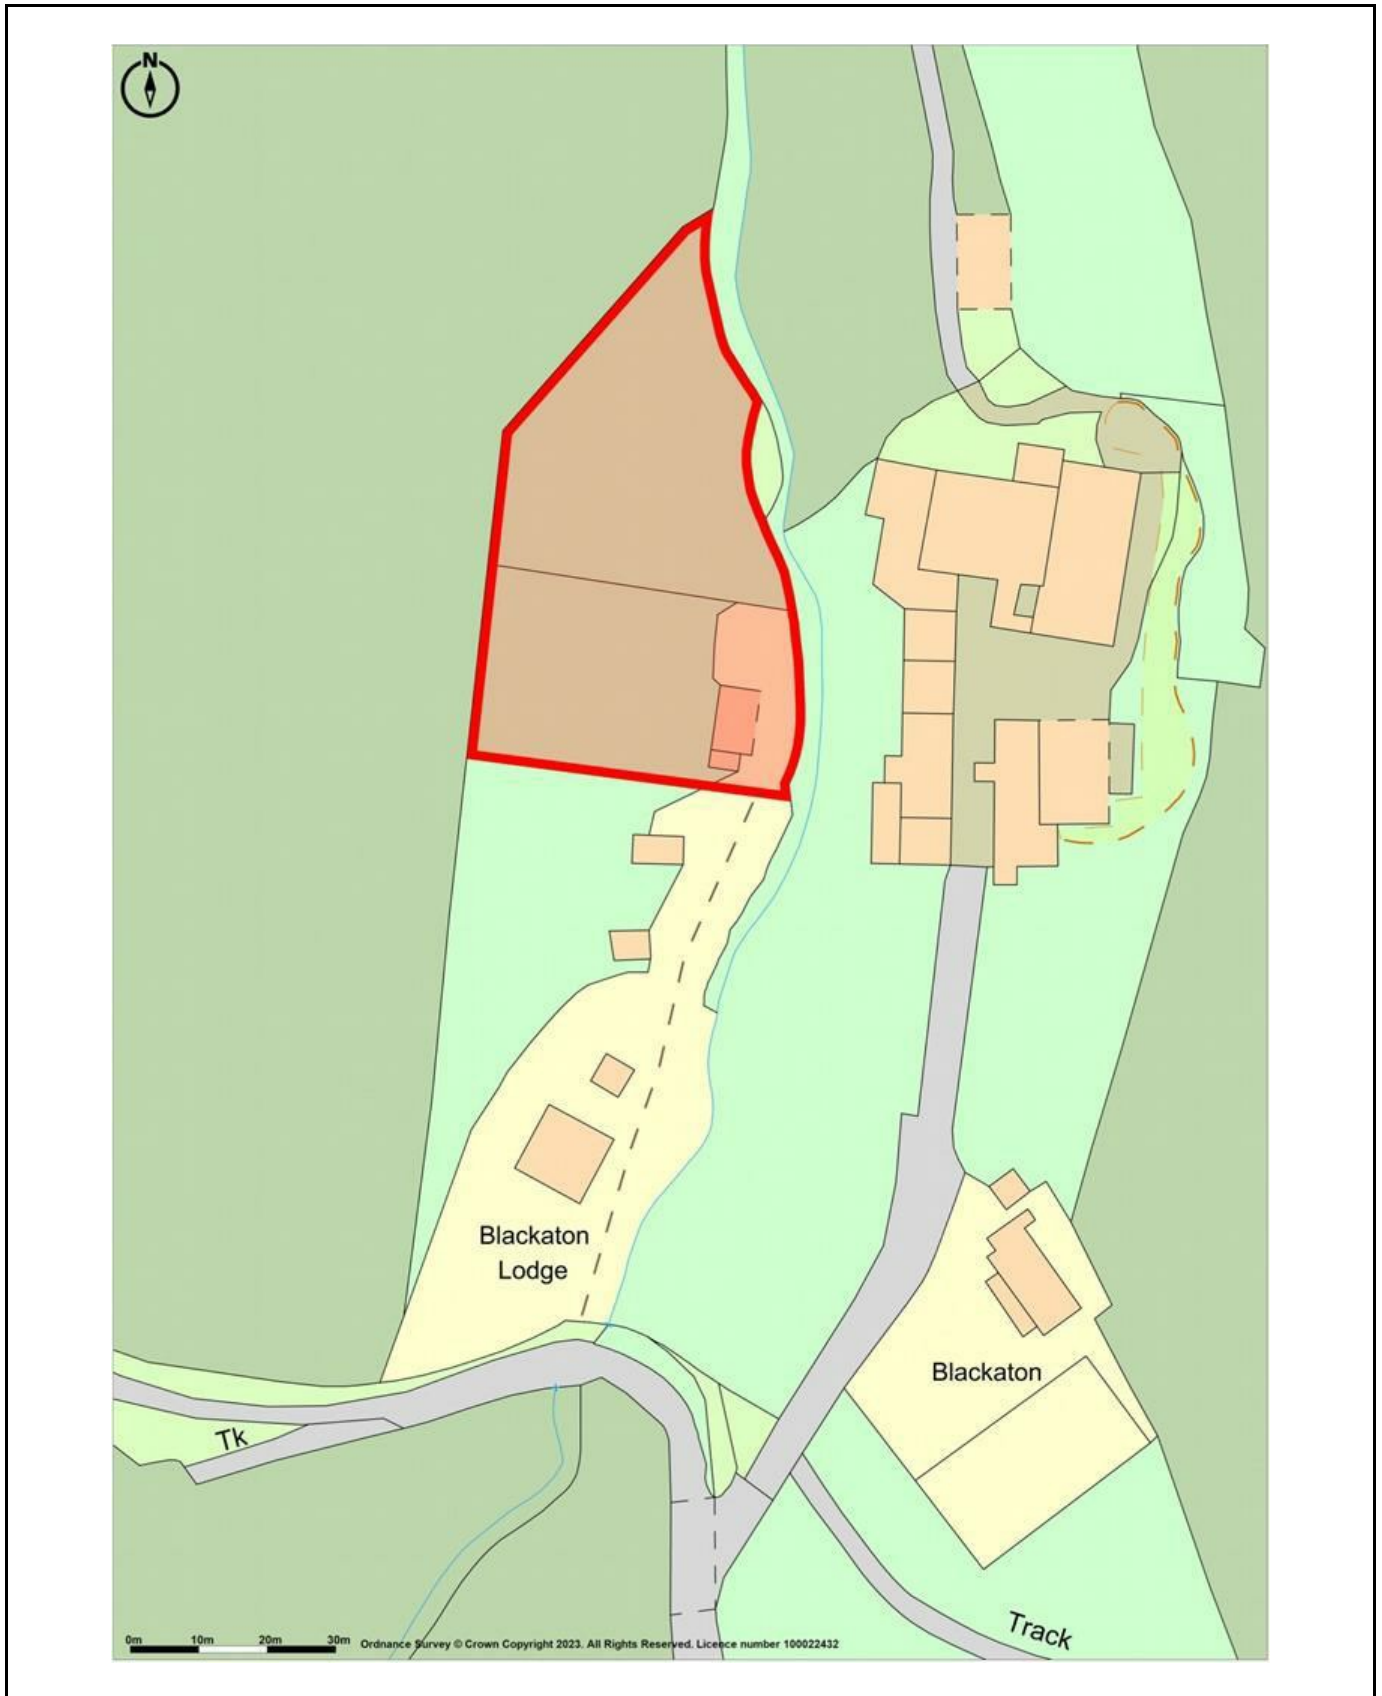 N
Blackaton
Lodge
Blackaton
Tk
Track
0m 10m 20m 30m
Ordnance Survey © Crown Copyright 2023. All Rights Reserved. Licence number 100022432